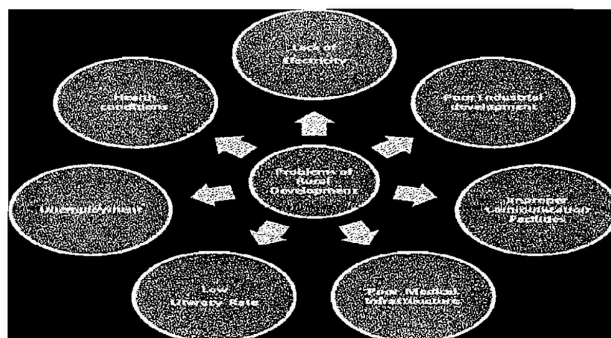 Lack of
Electricity
Poor Industrial
development
Improper
Communication
Facilities
Poor Medical
Infrastructure
Low
Literacy Rate
Unemployment
Health
conditions
Problems of
Rural
Development